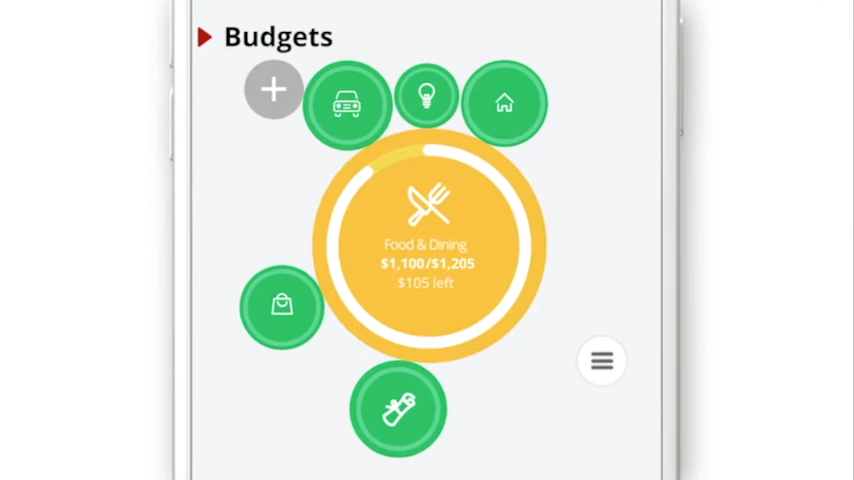 Budgets
Food & Dining
$1,100/$1,205
$105 left